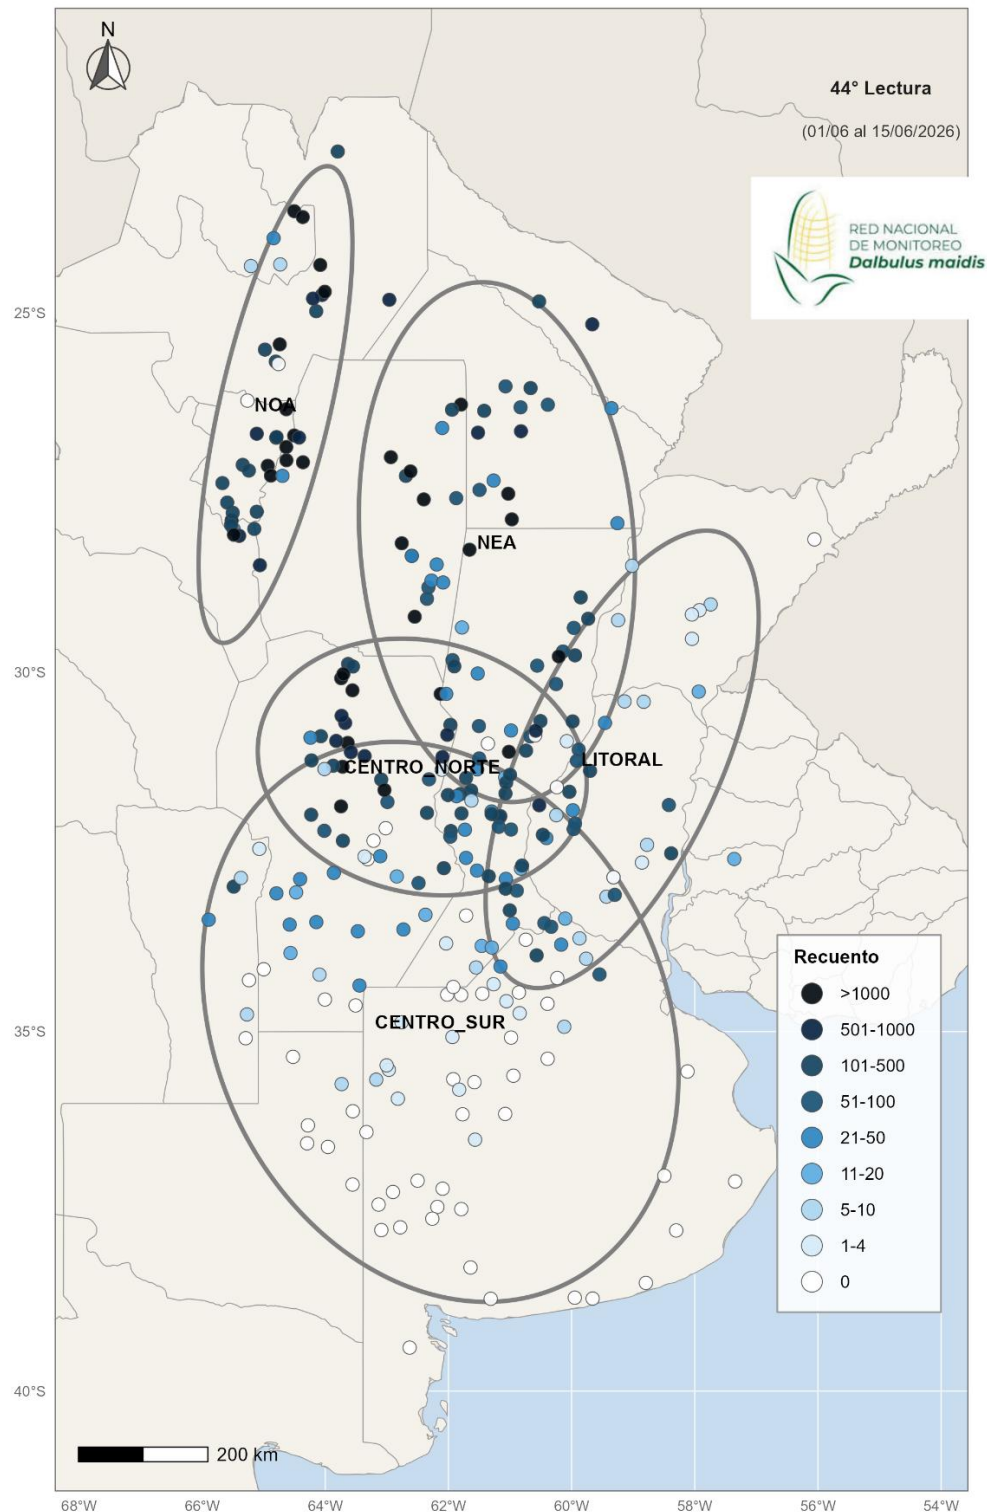 N
44° Lectura
(01/06 al 15/06/2026)
RED NACIONAL
DE MONITOREO
Dalbulus maidis
25°S
NOA
NEA
30°S
CENTRO_NORTE
LITORAL
CENTRO_SUR
35°S
Recuento
>1000
501-1000
101-500
51-100
21-50
11-20
5-10
1-4
0
40°S
200 km
68°W 66°W 64°W 62°W 60°W 58°W 56°W 54°W